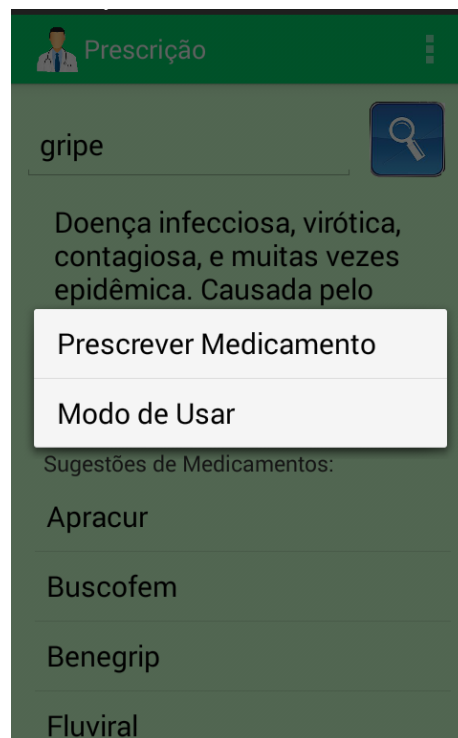 Prescrição
gripe
Doença infecciosa, virótica,
contagiosa, e muitas vezes
epidêmica. Causada pelo
Prescrever Medicamento
Modo de Usar
Sugestões de Medicamentos:
Apracur
Buscofem
Benegrip
Fluviral